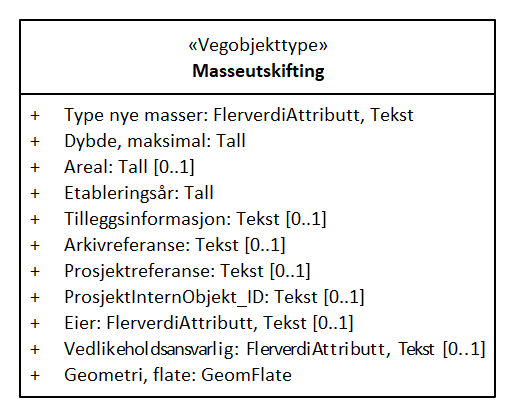 «Vegobjekttype»
Masseutskifting
+ Type nye masser: FlerverdiAttributt, Tekst
+ Dybde, maksimal: Tall
+ Areal: Tall [0..1]
+ Etableringsår: Tall
+ Tilleggsinformasjon: Tekst [0..1]
+ Arkivreferanse: Tekst [0..1]
+ Prosjektreferanse: Tekst [0..1]
+ ProsjektInternObjekt_ID: Tekst [0..1]
+ Eier: FlerverdiAttributt, Tekst [0..1]
+ Vedlikeholdsansvarlig: FlerverdiAttributt, Tekst [0..1]
+ Geometri, flate: GeomFlate